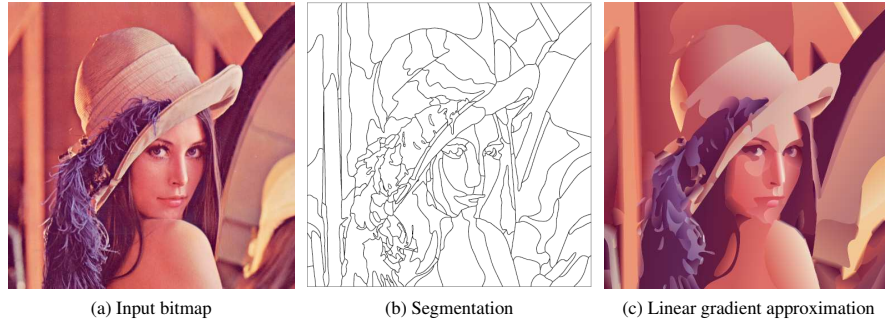 (a) Input bitmap
(b) Segmentation
(c) Linear gradient approximation